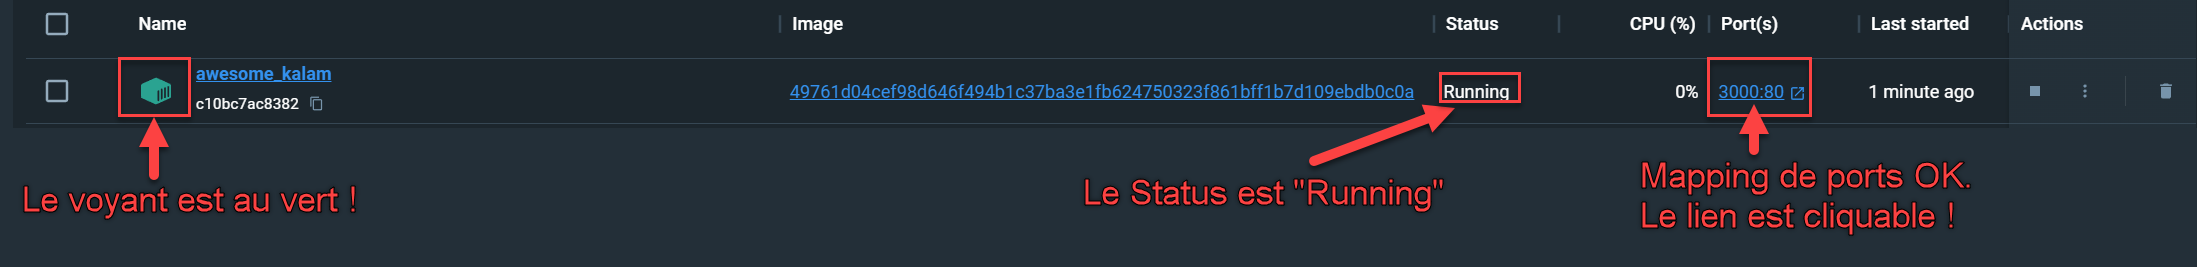 Name Image Status CPU (%) Port(s) Last started Actions
awesome_kalam
c10bc7ac8382
49761d04cef98d646f494b1c37ba3e1fb624750323f861bff1b7d109ebdb0c0a Running 0% 3000:80 1 minute ago
Le voyant est au vert !
Le Status est "Running"
Mapping de ports OK.
Le lien est cliquable !